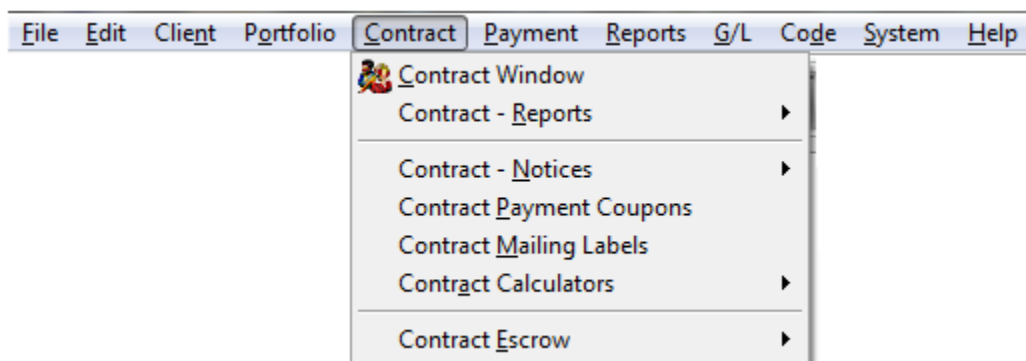 File Edit Client Portfolio Contract Payment Reports G/L Code System Help
Contract Window
Contract - Reports
Contract - Notices
Contract Payment Coupons
Contract Mailing Labels
Contract Calculators
Contract Escrow